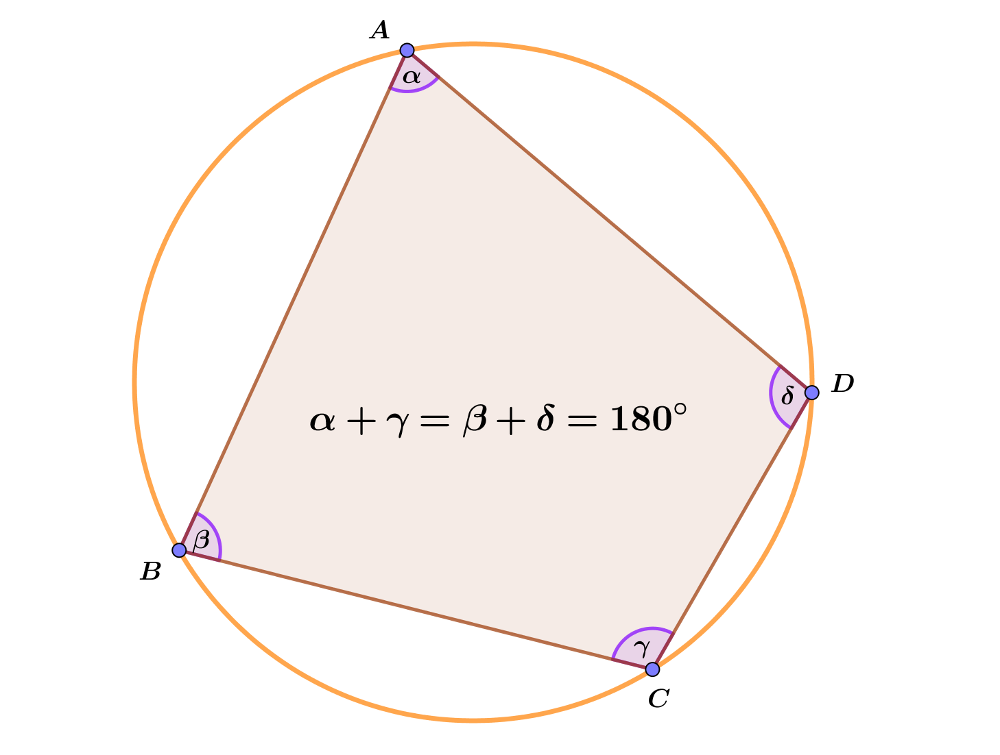 A
α
D
δ
α + γ = β + δ = 180°
β
B
γ
C